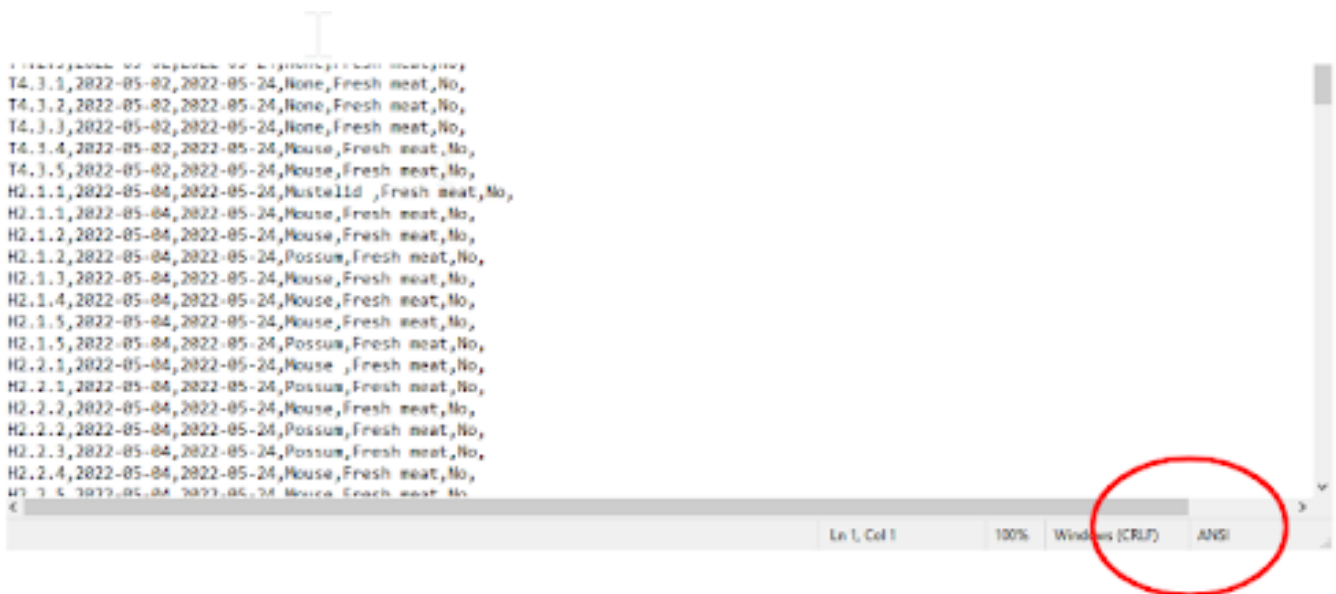 T4.3.1,2022-05-02,2022-05-24,None,Fresh meat,No,
T4.3.2,2022-05-02,2022-05-24,None,Fresh meat,No,
T4.3.3,2022-05-02,2022-05-24,None,Fresh meat,No,
T4.3.4,2022-05-02,2022-05-24,Mouse,Fresh meat,No,
T4.3.5,2022-05-02,2022-05-24,Mouse,Fresh meat,No,
H2.1.1,2022-05-04,2022-05-24,Mustelid ,Fresh meat,No,
H2.1.1,2022-05-04,2022-05-24,Mouse,Fresh meat,No,
H2.1.2,2022-05-04,2022-05-24,Mouse,Fresh meat,No,
H2.1.2,2022-05-04,2022-05-24,Possum,Fresh meat,No,
H2.1.3,2022-05-04,2022-05-24,Mouse,Fresh meat,No,
H2.1.4,2022-05-04,2022-05-24,Mouse,Fresh meat,No,
H2.1.5,2022-05-04,2022-05-24,Mouse,Fresh meat,No,
H2.1.5,2022-05-04,2022-05-24,Possum,Fresh meat,No,
H2.2.1,2022-05-04,2022-05-24,Mouse ,Fresh meat,No,
H2.2.1,2022-05-04,2022-05-24,Possum,Fresh meat,No,
H2.2.2,2022-05-04,2022-05-24,Mouse,Fresh meat,No,
H2.2.2,2022-05-04,2022-05-24,Possum,Fresh meat,No,
H2.2.3,2022-05-04,2022-05-24,Possum,Fresh meat,No,
H2.2.4,2022-05-04,2022-05-24,Mouse,Fresh meat,No,
H2.2.5,2022-05-04,2022-05-24,Mouse,Fresh meat,No
Ln 1, Col 1 100% Windows (CRLF) ANSI